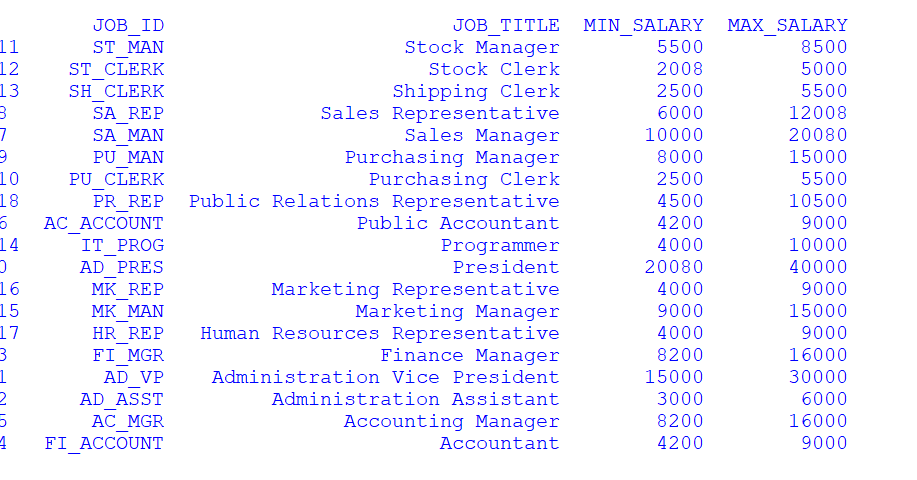 JOB_ID JOB_TITLE MIN_SALARY MAX_SALARY
11 ST_MAN Stock Manager 5500 8500
12 ST_CLERK Stock Clerk 2008 5000
13 SH_CLERK Shipping Clerk 2500 5500
8 SA_REP Sales Representative 6000 12008
7 SA_MAN Sales Manager 10000 20080
9 PU_MAN Purchasing Manager 8000 15000
10 PU_CLERK Purchasing Clerk 2500 5500
18 PR_REP Public Relations Representative 4500 10500
6 AC_ACCOUNT Public Accountant 4200 9000
14 IT_PROG Programmer 4000 10000
0 AD_PRES President 20080 40000
16 MK_REP Marketing Representative 4000 9000
15 MK_MAN Marketing Manager 9000 15000
17 HR_REP Human Resources Representative 4000 9000
3 FI_MGR Finance Manager 8200 16000
1 AD_VP Administration Vice President 15000 30000
2 AD_ASST Administration Assistant 3000 6000
5 AC_MGR Accounting Manager 8200 16000
4 FI_ACCOUNT Accountant 4200 9000